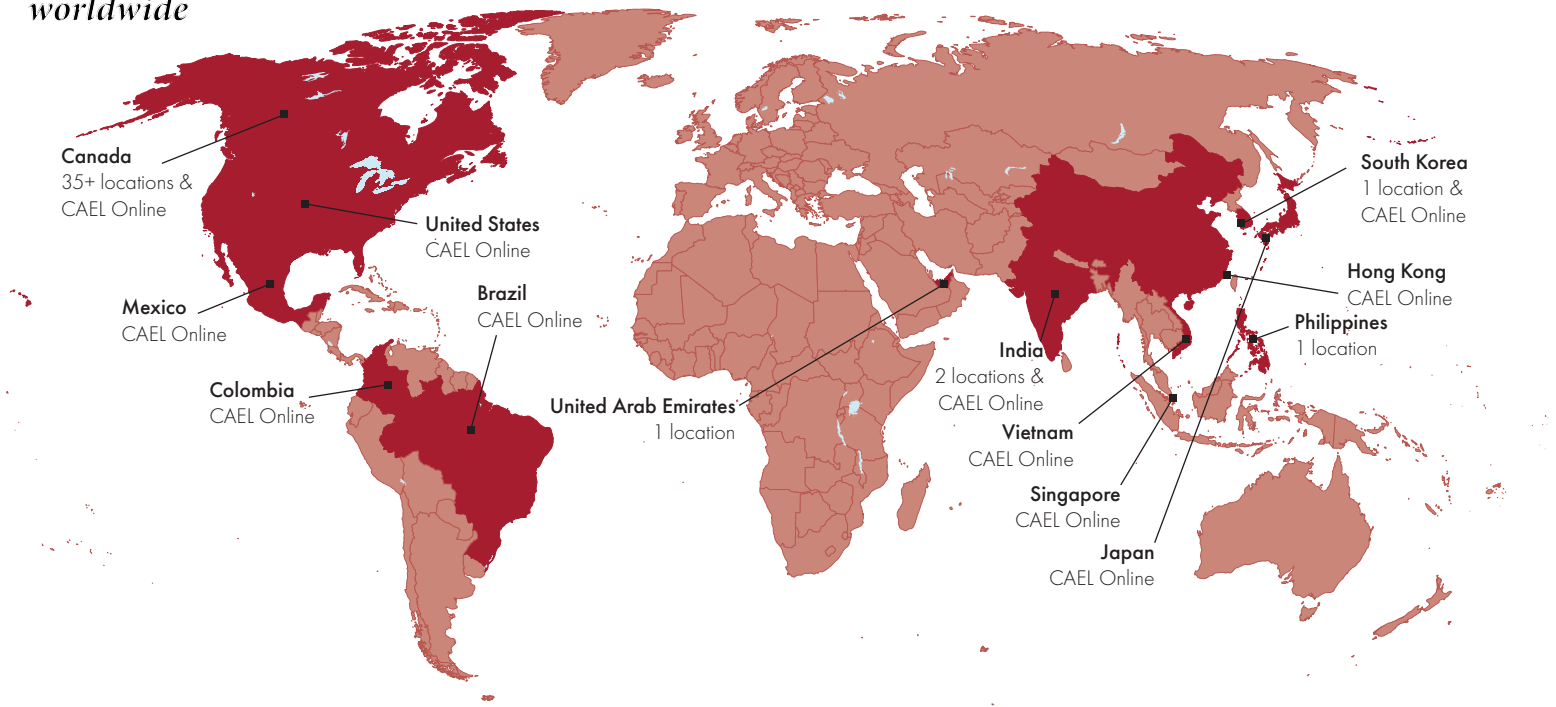 worldwide
Canada
35+ locations &
CAEL Online
United States
CAEL Online
Mexico
CAEL Online
Brazil
CAEL Online
Colombia
CAEL Online
United Arab Emirates
1 location
South Korea
1 location &
CAEL Online
Hong Kong
CAEL Online
Philippines
1 location
India
2 locations &
CAEL Online
Vietnam
CAEL Online
Singapore
CAEL Online
Japan
CAEL Online